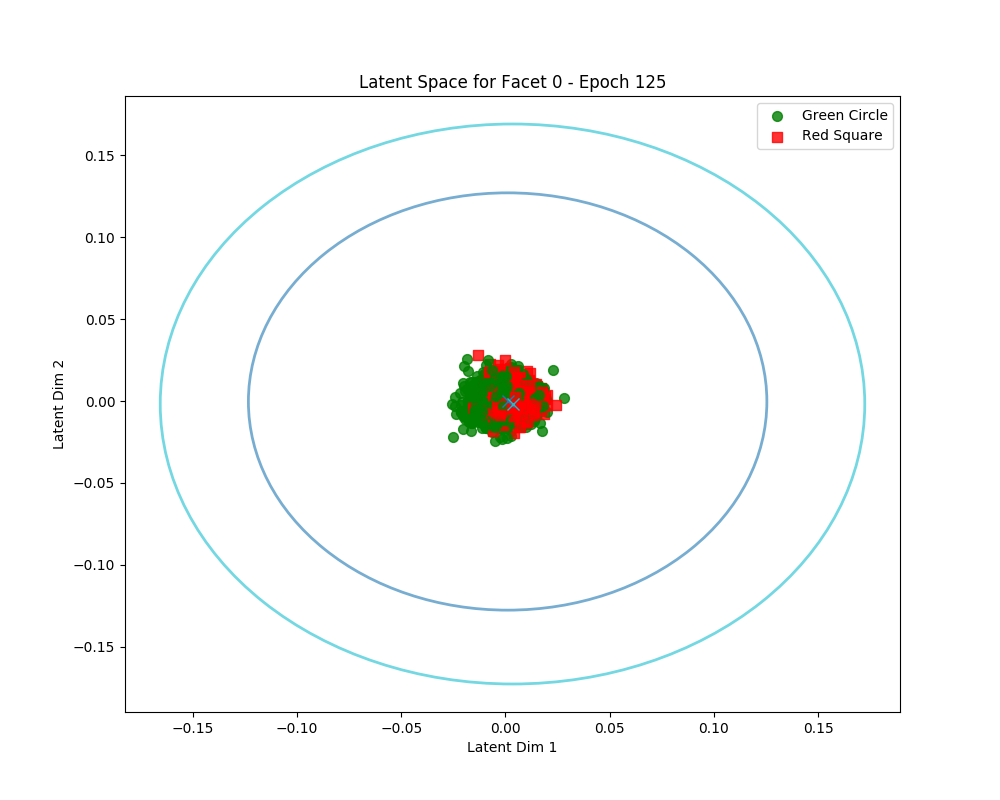 Latent Space for Facet 0 - Epoch 125
Green Circle
Red Square
0.15
0.10
0.05
0.00
−0.05
−0.10
−0.15
Latent Dim 2
−0.15 −0.10 −0.05 0.00 0.05 0.10 0.15
Latent Dim 1